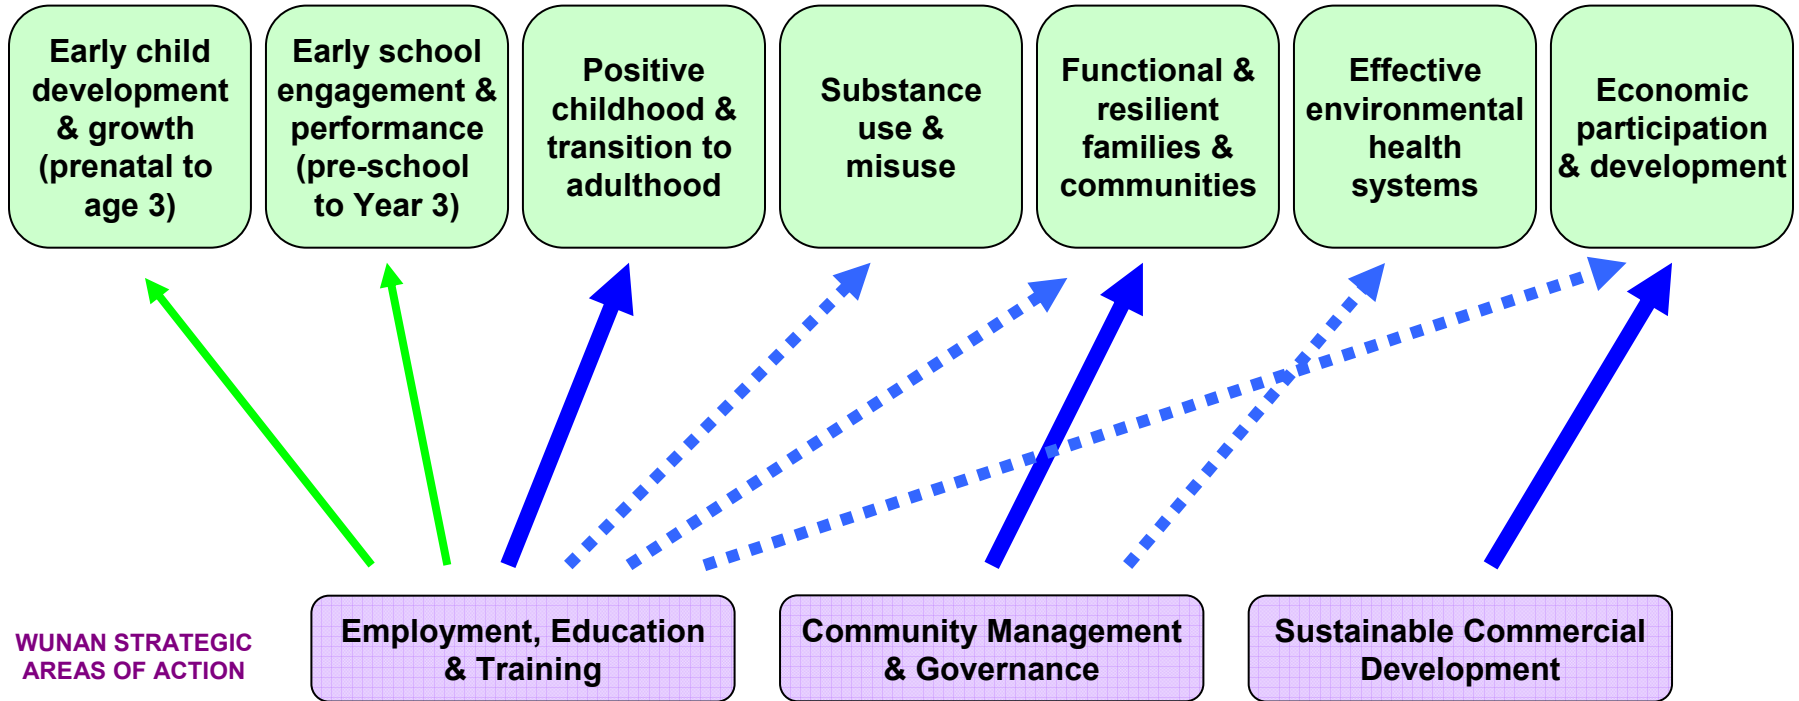 Early child
development
& growth
(prenatal to
age 3)
Early school
engagement &
performance
(pre-school
to Year 3)
Positive
childhood &
transition to
adulthood
Substance
use &
misuse
Functional &
resilient
families &
communities
Effective
environmental
health
systems
Economic
participation
& development
WUNAN STRATEGIC
AREAS OF ACTION
Employment, Education
& Training
Community Management
& Governance
Sustainable Commercial
Development